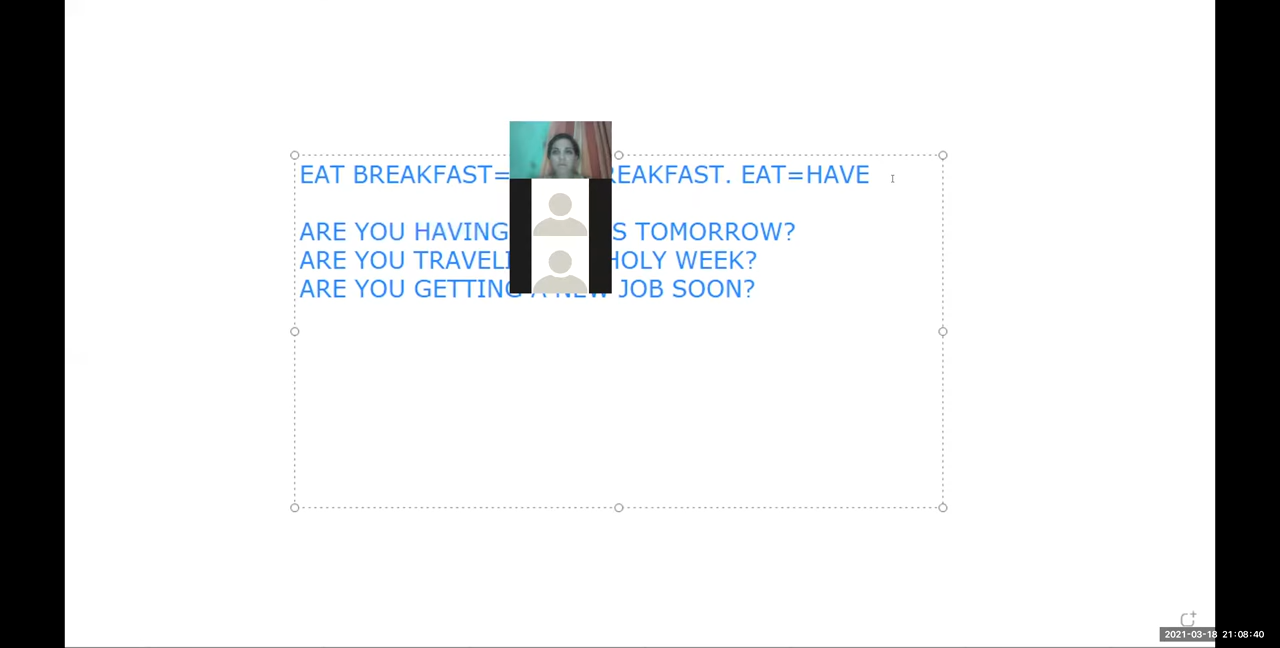 EAT BREAKFAST= REAKFAST. EAT=HAVE
ARE YOU HAVING S TOMORROW?
ARE YOU TRAVELI HOLY WEEK?
ARE YOU GETTING A NEW JOB SOON?
2021-03-18 21:08:40